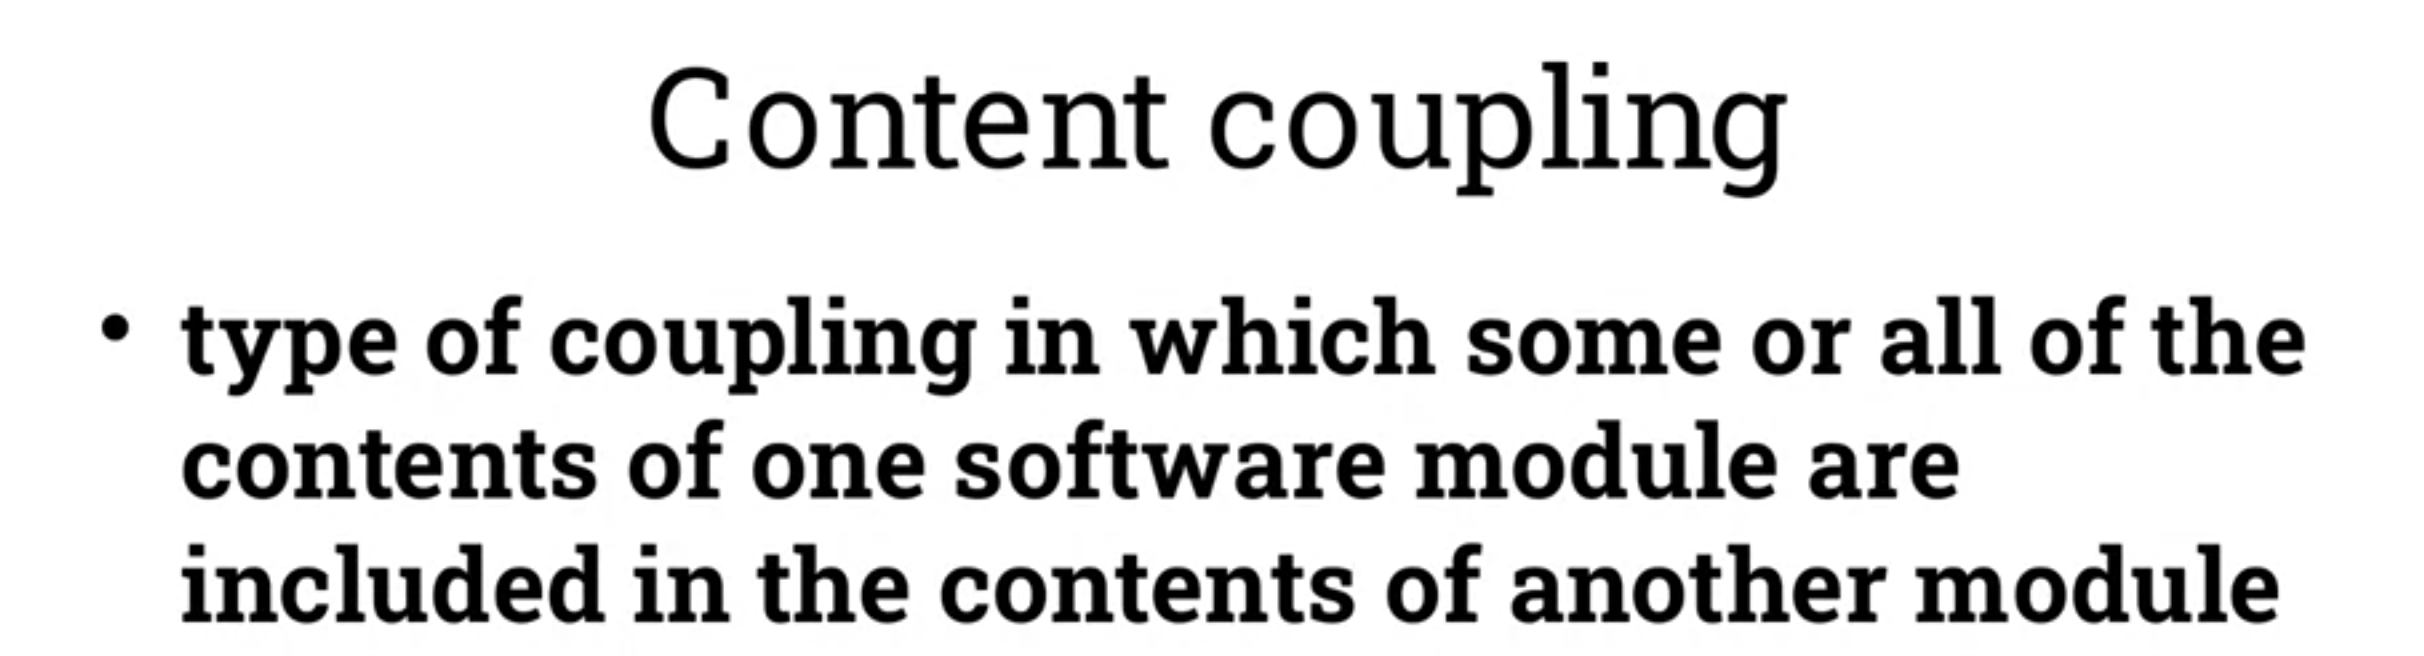 Content coupling
• type of coupling in which some or all of the
contents of one software module are
included in the contents of another module